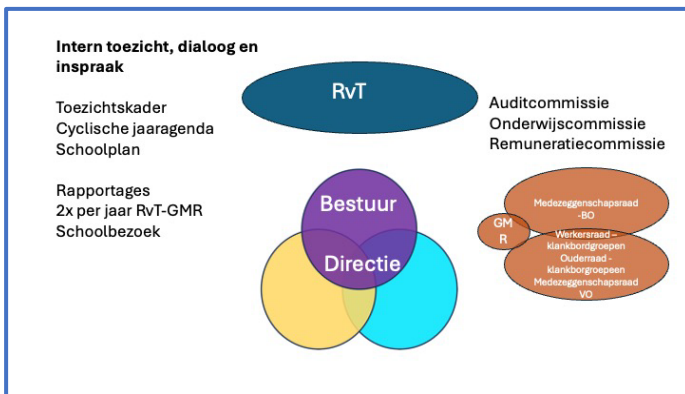 Intern toezicht, dialoog en
inspraak
Toezichtskader
Cyclische jaaragenda
Schoolplan
Rapportages
2x per jaar RvT-GMR
Schoolbezoek
RvT
Bestuur
Directie
Auditcommissie
Onderwijscommissie
Remuneratiecommissie
GM
R
Medezeggenschapsraad
-BO
Werkersraad –
klankbordgroepen
Ouderraad -
klankborgroepeen
Medezeggenschapsraad
VO